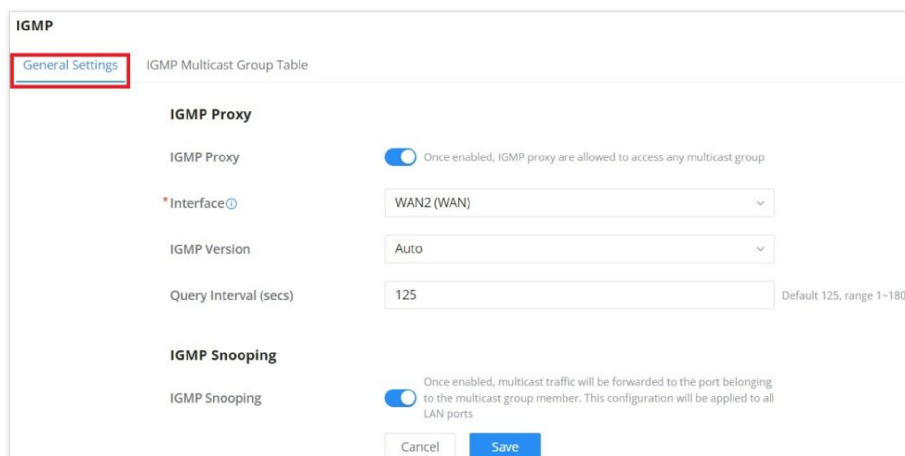 IGMP
General Settings
IGMP Multicast Group Table
IGMP Proxy
IGMP Proxy
Once enabled, IGMP proxy are allowed to access any multicast group
*Interface
WAN2 (WAN)
IGMP Version
Auto
Query Interval (secs)
125
Default 125, range 1~180
IGMP Snooping
IGMP Snooping
Once enabled, multicast traffic will be forwarded to the port belonging
to the multicast group member. This configuration will be applied to all
LAN ports
Cancel
Save